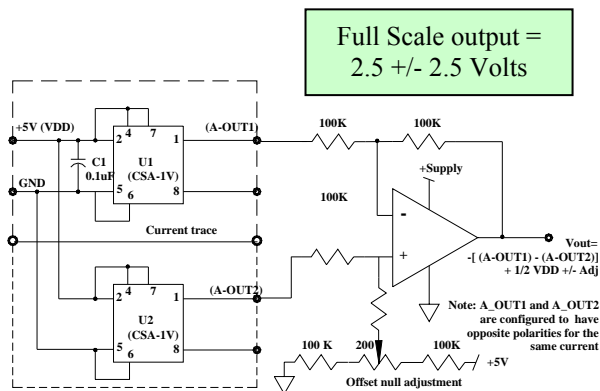 Full Scale output =
2.5 +/- 2.5 Volts
+5V (VDD)
C1
0.1uF
GND
2
4
7
1
U1
(CSA-1V)
5
6
8
(A-OUT1)
100K
100K
+Supply
100K
-
+
Current trace
Vout=
-[ (A-OUT1) - (A-OUT2)]
+ 1/2 VDD +/- Adj
2
4
7
1
U2
(CSA-1V)
5
6
8
(A-OUT2)
Note: A_OUT1 and A_OUT2
are configured to have
opposite polarities for the
same current
100 K
200
100K
+5V
Offset null adjustment